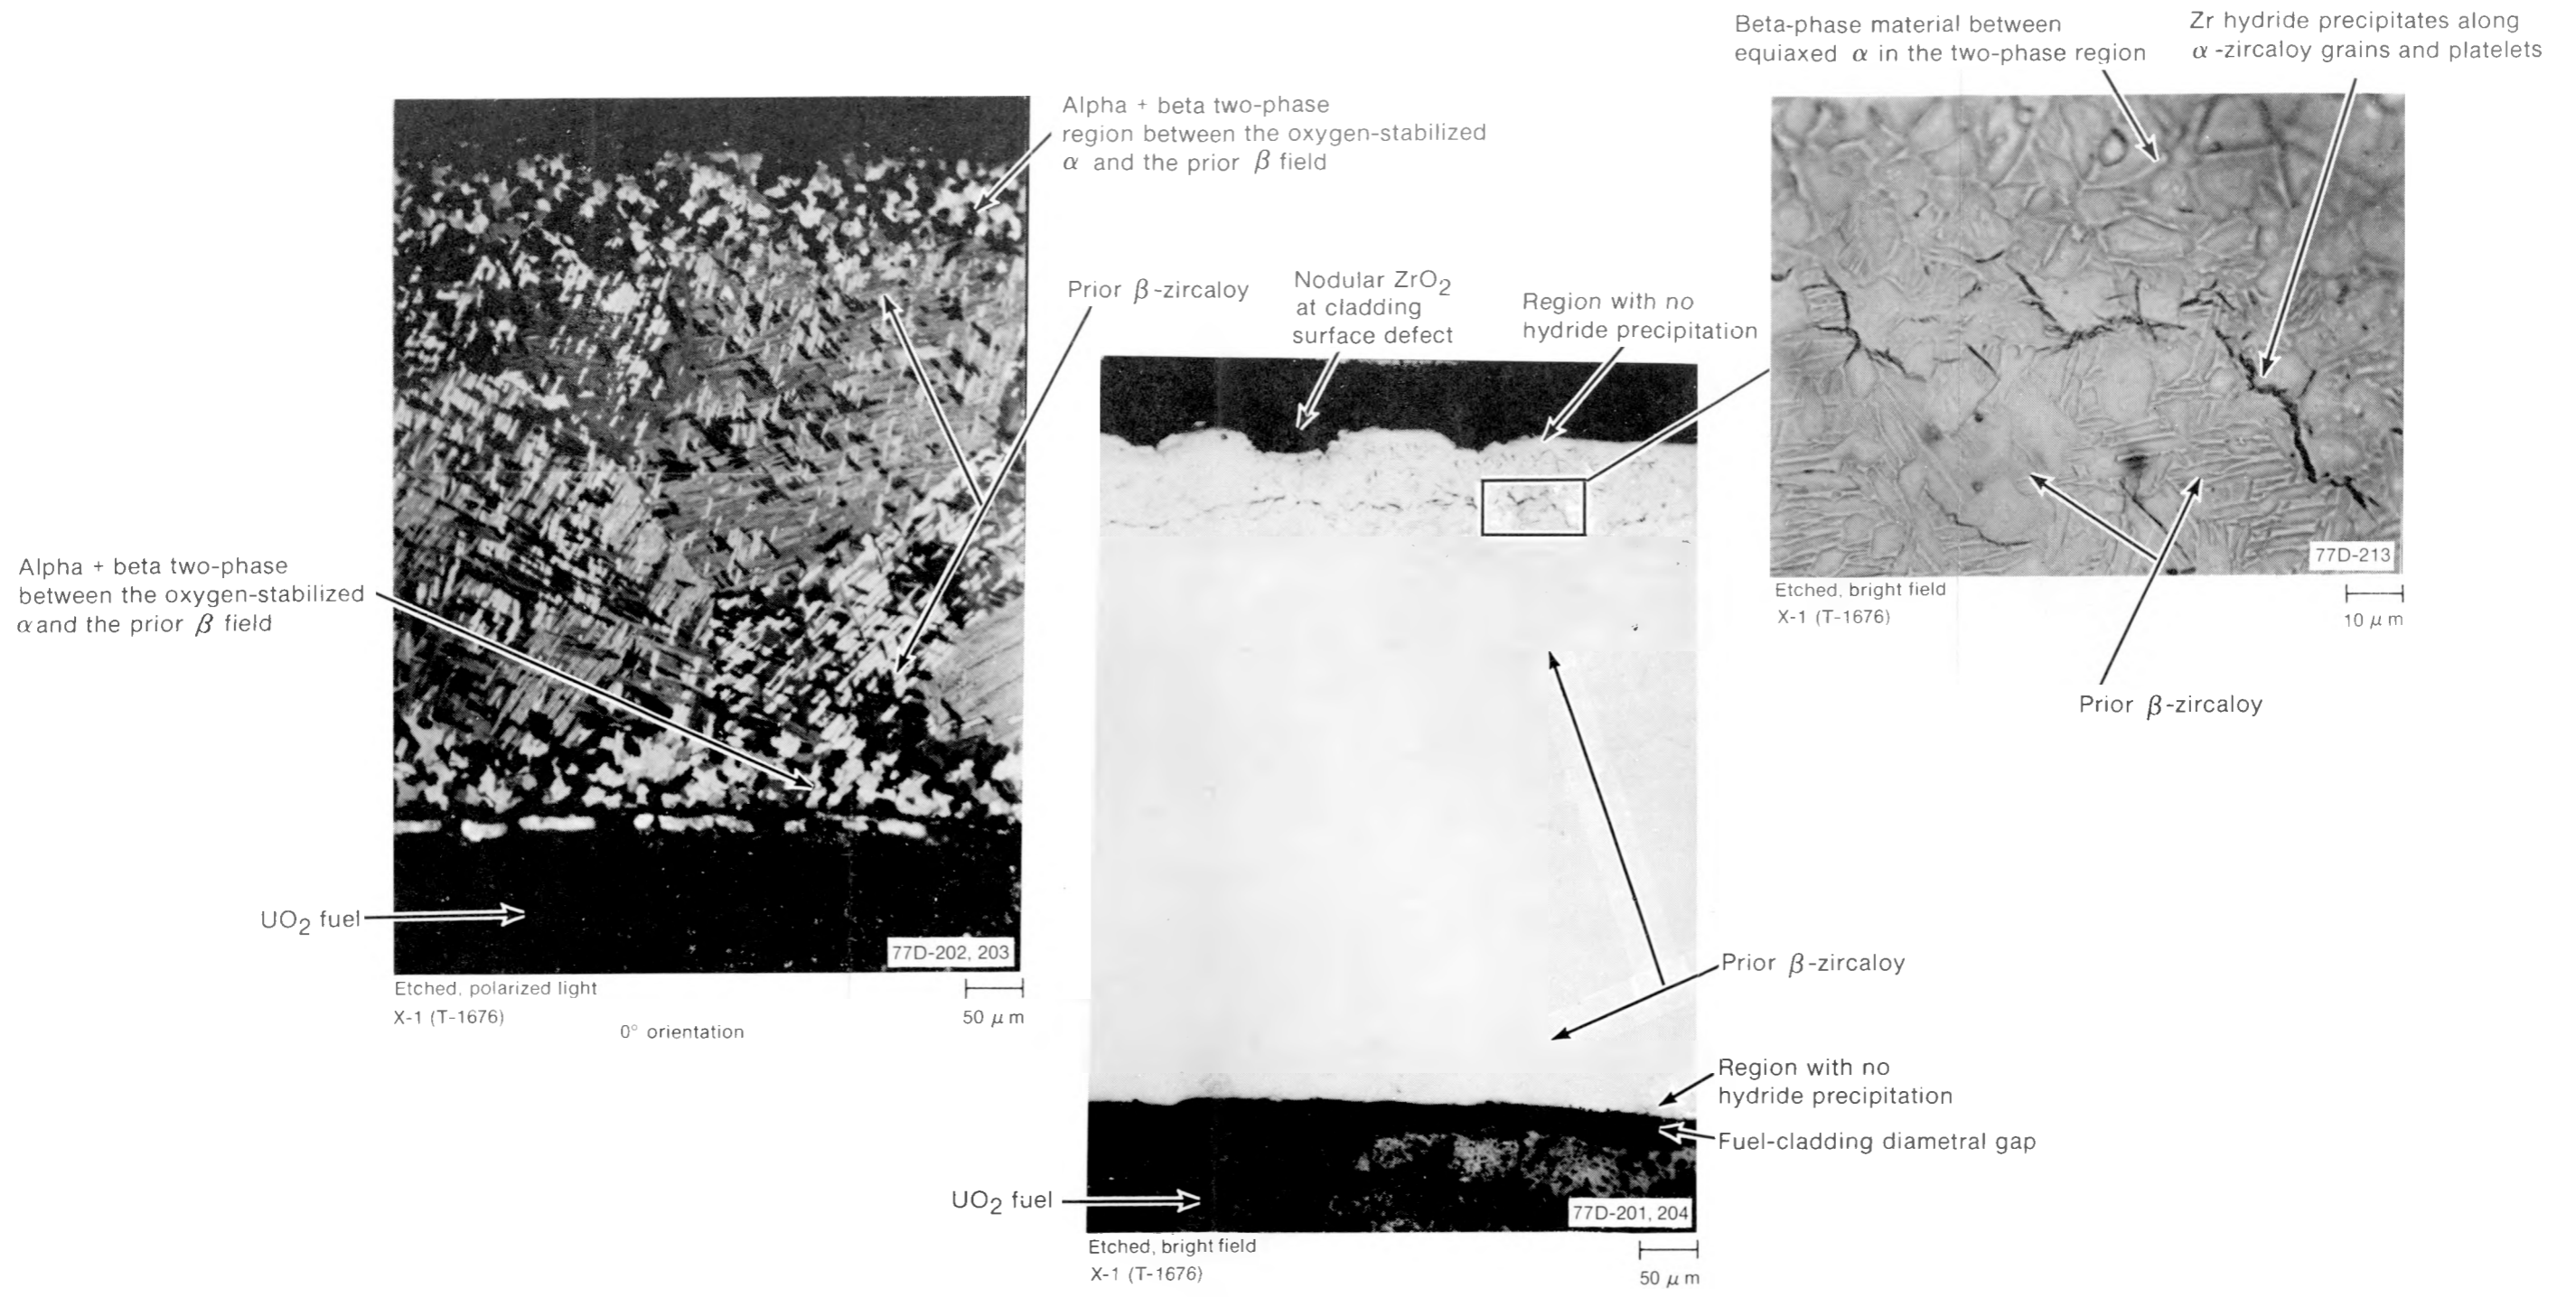 Alpha + beta two-phase
region between the oxygen-stabilized
α and the prior β field
Alpha + beta two-phase
between the oxygen-stabilized
α and the prior β field
UO2 fuel
Prior β-zircaloy
77D-202, 203
Etched, polarized light
X-1 (T-1676)
0° orientation
50 μm
Nodular ZrO2
at cladding
surface defect
Region with no
hydride precipitation
Prior β-zircaloy
Region with no
hydride precipitation
Fuel-cladding diametral gap
UO2 fuel
77D-201, 204
Etched, bright field
X-1 (T-1676)
50 μm
Beta-phase material between
equiaxed α in the two-phase region
Zr hydride precipitates along
α-zircaloy grains and platelets
77D-213
Etched, bright field
X-1 (T-1676)
10 μm
Prior β-zircaloy